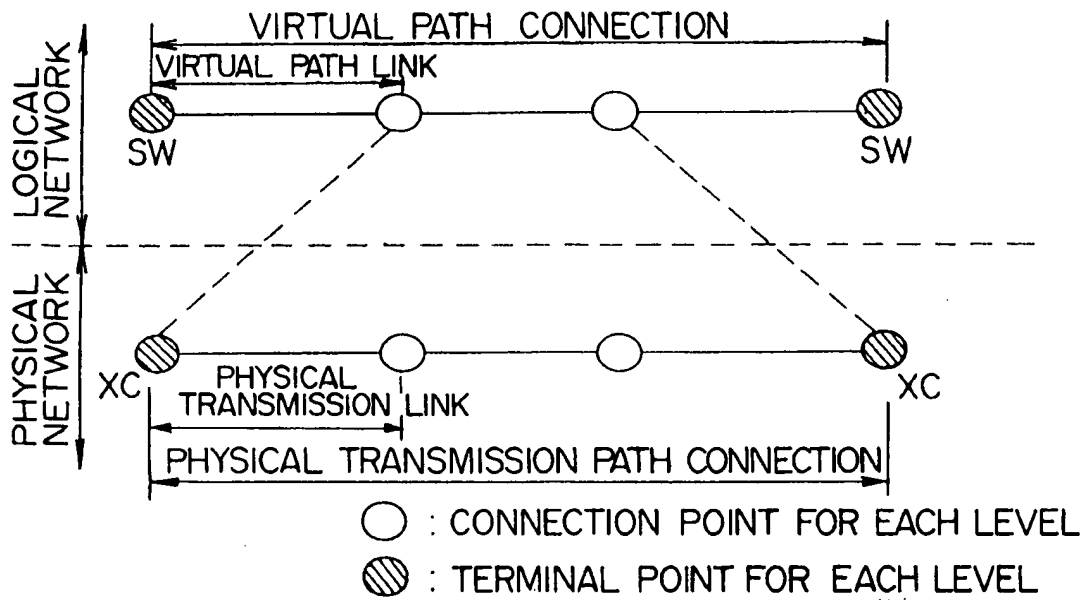 VIRTUAL PATH CONNECTION
VIRTUAL PATH LINK
LOGICAL
NETWORK
SW
SW
PHYSICAL
NETWORK
XC
XC
PHYSICAL
TRANSMISSION LINK
PHYSICAL TRANSMISSION PATH CONNECTION
: CONNECTION POINT FOR EACH LEVEL
: TERMINAL POINT FOR EACH LEVEL